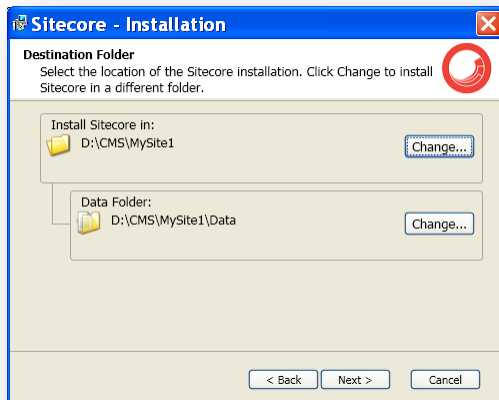 Sitecore - Installation
Destination Folder
Select the location of the Sitecore installation. Click Change to install
Sitecore in a different folder.
Install Sitecore in:
D:\CMS\MySite1
Change...
Data Folder:
D:\CMS\MySite1\Data
Change...
< Back Next > Cancel